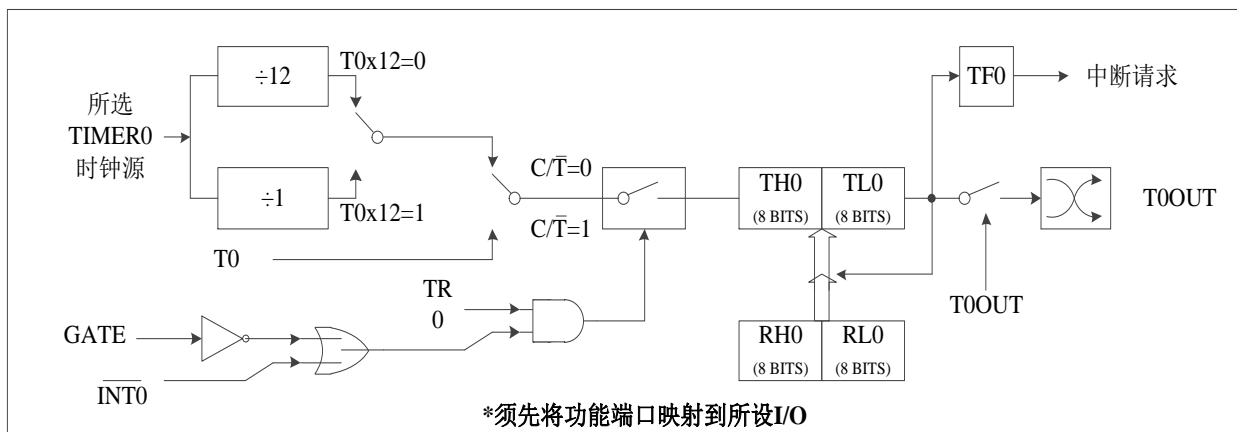 ÷12
T0x12=0
所选
TIMER0
时钟源
÷1
T0x12=1
T0
C/T̅=0
C/T̅=1
TH0
(8 BITS)
TL0
(8 BITS)
TF0
中断请求
T0OUT
T0OUT
TR
0
GATE
I̅N̅T̅0̅
RH0
(8 BITS)
RL0
(8 BITS)
*须先将功能端口映射到所设I/O